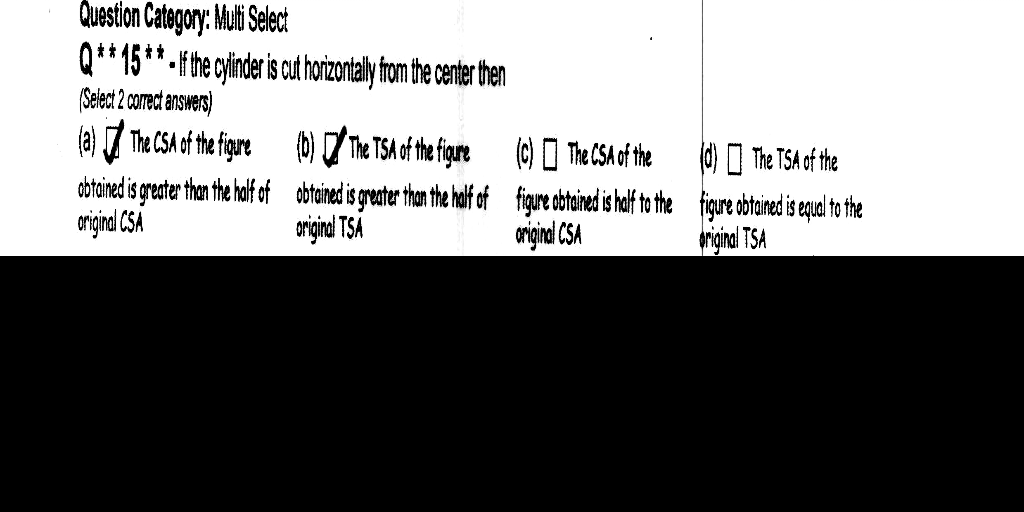 Question Category: Multi Select
Q**15** - If the cylinder is cut horizontally from the center then
(Select 2 correct answers)
(a) The CSA of the figure obtained is greater than the half of original CSA
(b) The TSA of the figure obtained is greater than the half of original TSA
(c) The CSA of the figure obtained is half to the original CSA
(d) The TSA of the figure obtained is equal to the original TSA